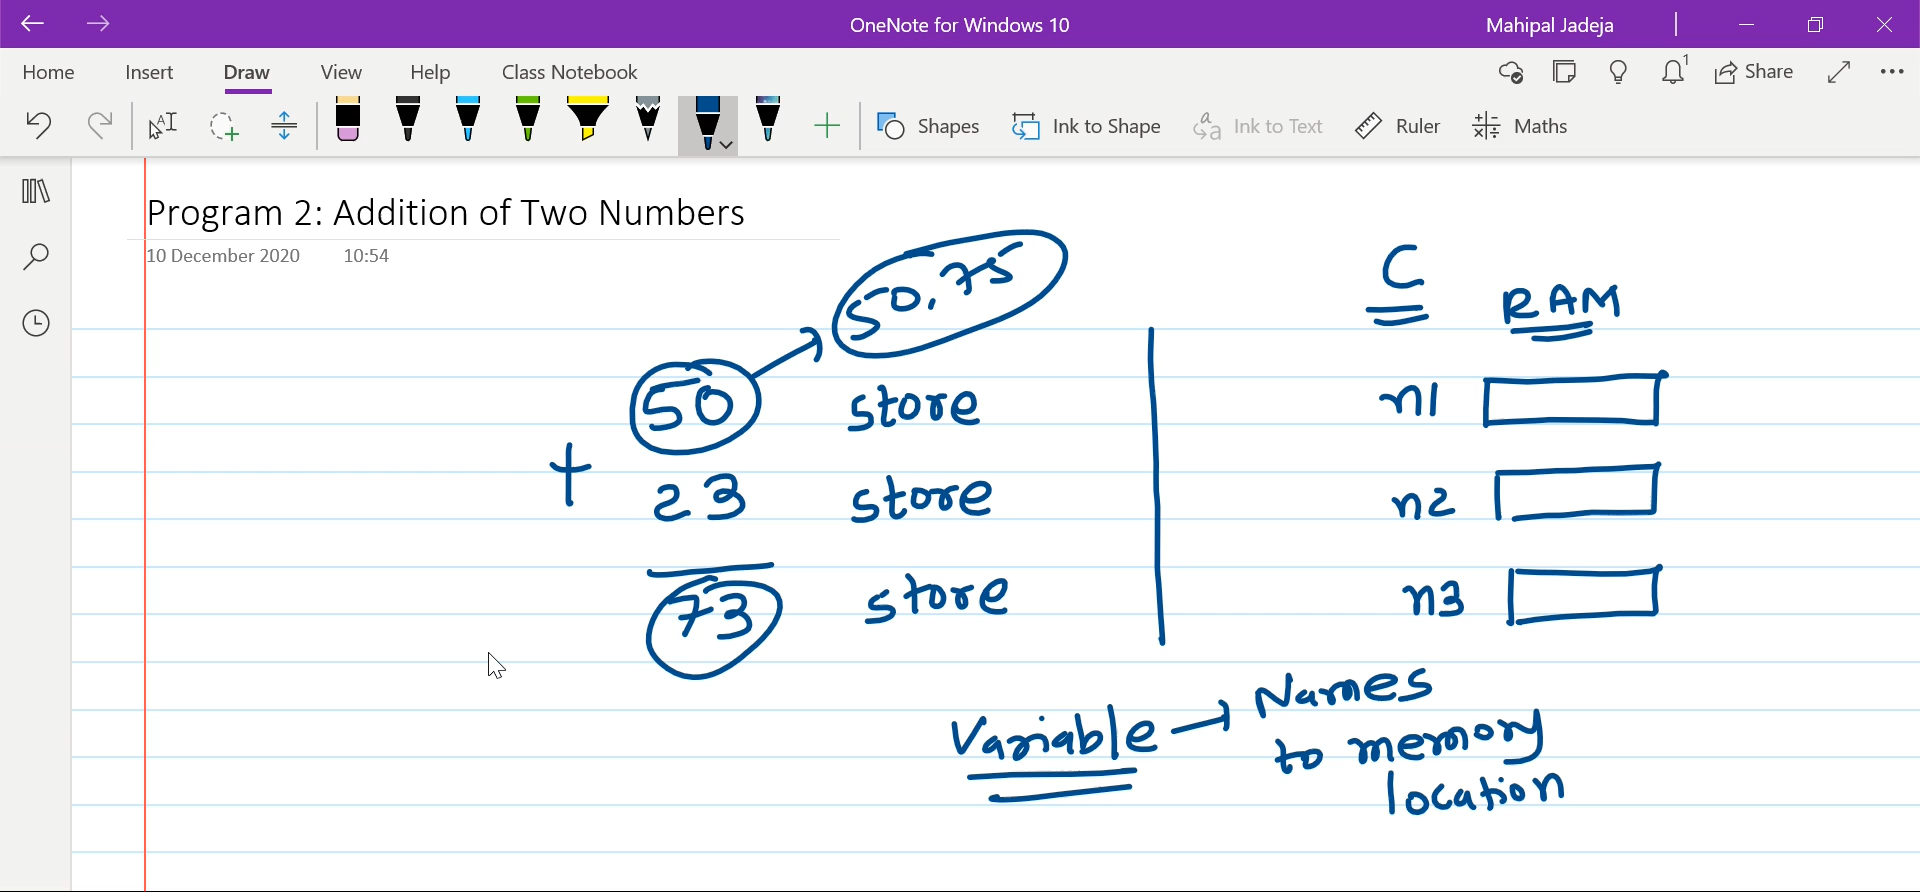 OneNote for Windows 10
Mahipal Jadeja
Home Insert Draw View Help Class Notebook
1 Share
Shapes Ink to Shape Ink to Text Ruler Maths
Program 2: Addition of Two Numbers
10 December 2020 10:54
50.75
C
RAM
50 store
n1
+
23 store
n2
73 store
n3
Variable → Names
to memory
location